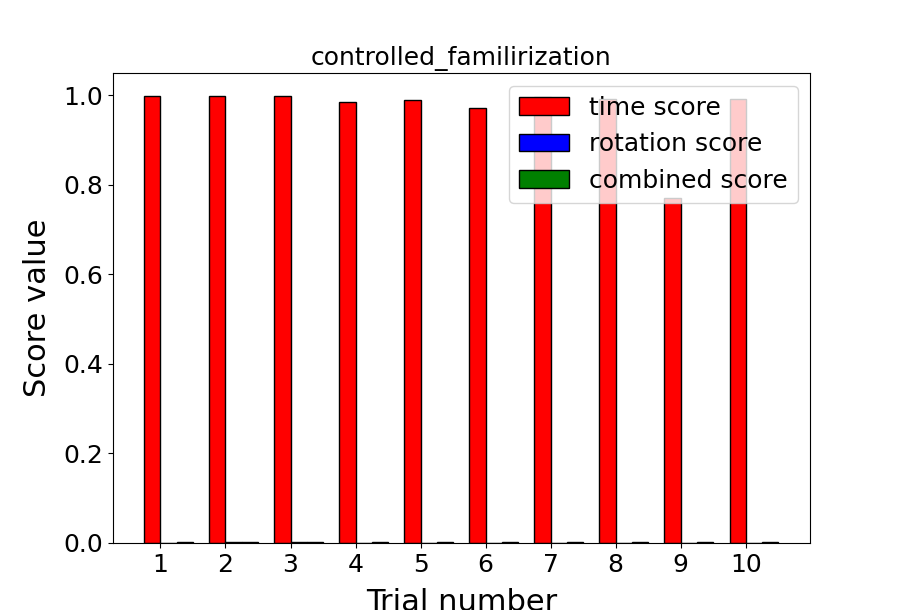 controlled_familirization
time score
rotation score
combined score
Score value
1.0
0.8
0.6
0.4
0.2
0.0
1 2 3 4 5 6 7 8 9 10
Trial number